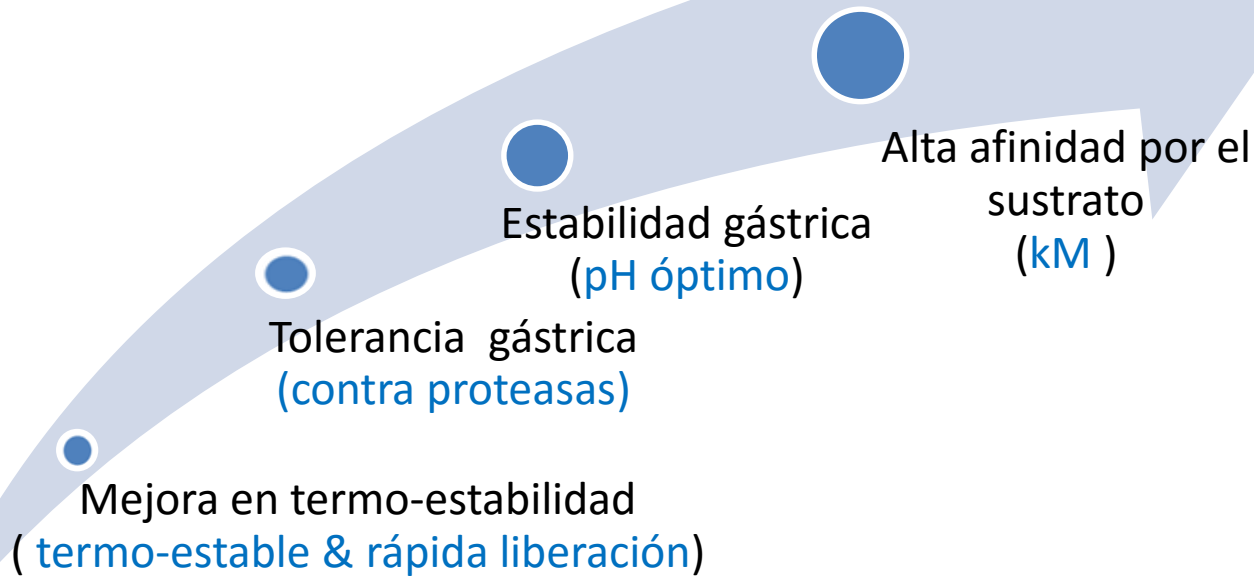 Alta afinidad por el
sustrato
(kM )
Estabilidad gástrica
(pH óptimo)
Tolerancia  gástrica
(contra proteasas)
Mejora en termo-estabilidad
( termo-estable & rápida liberación)